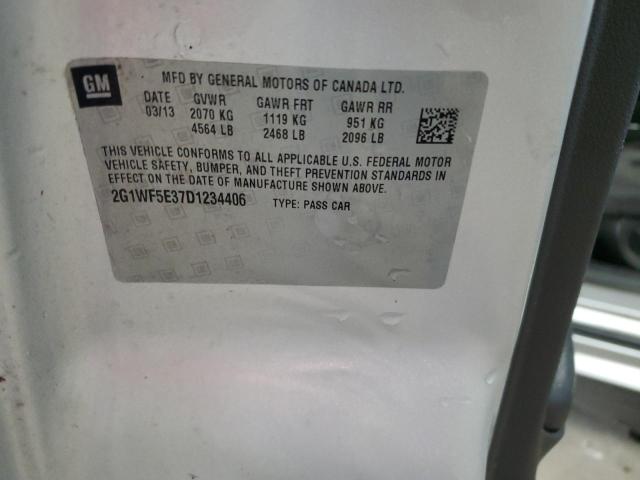 GM
MFD BY GENERAL MOTORS OF CANADA LTD.
DATE GVWR GAWR FRT GAWR RR
03/13 2070 KG 1119 KG 951 KG
4564 LB 2468 LB 2096 LB
THIS VEHICLE CONFORMS TO ALL APPLICABLE U.S. FEDERAL MOTOR
VEHICLE SAFETY, BUMPER, AND THEFT PREVENTION STANDARDS IN
EFFECT ON THE DATE OF MANUFACTURE SHOWN ABOVE.
2G1WF5E37D1234406 TYPE: PASS CAR